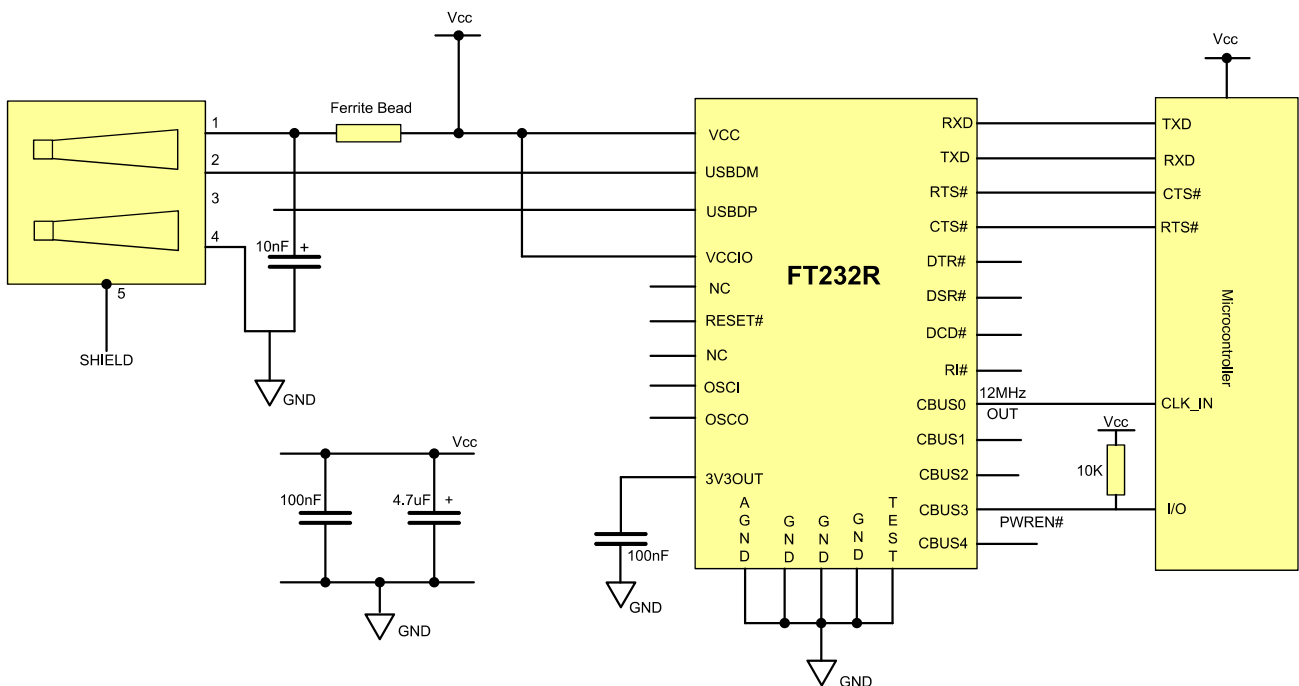 Vcc
Vcc
Ferrite Bead
1
2
3
4
5
SHIELD
10nF +
GND
VCC
USBDM
USBDP
VCCIO
NC
RESET#
NC
OSCI
OSCO
3V3OUT
FT232R
RXD
TXD
RTS#
CTS#
DTR#
DSR#
DCD#
RI#
CBUS0
CBUS1
CBUS2
CBUS3
CBUS4
12MHz
OUT
Vcc
10K
PWREN#
TXD
RXD
CTS#
RTS#
Microcontroller
CLK_IN
I/O
Vcc
100nF
4.7uF +
GND
100nF
GND
AGND
GND
GND
GND
TEST
GND